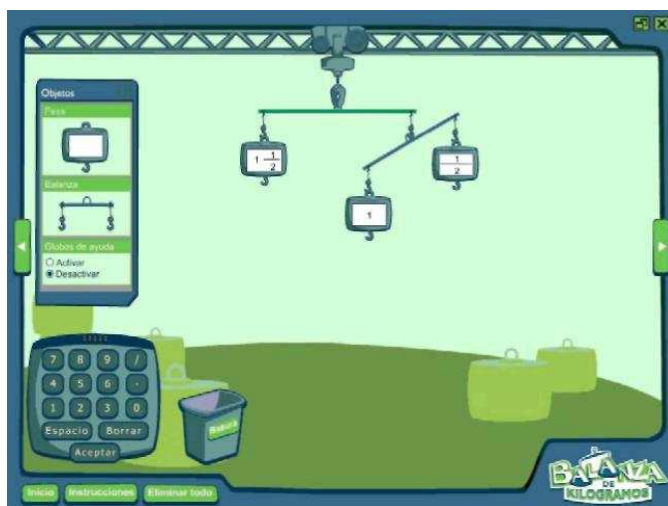 Objetos
Pesa
Balanza
Globos de ayuda
Activar
Desactivar
1 1/2
1/2
1
7 8 9 /
4 5 6 .
1 2 3 0
Espacio Borrar
Aceptar
Basura
Inicio Instrucciones Eliminar todo
BALANZA
DE
KILOGRAMOS